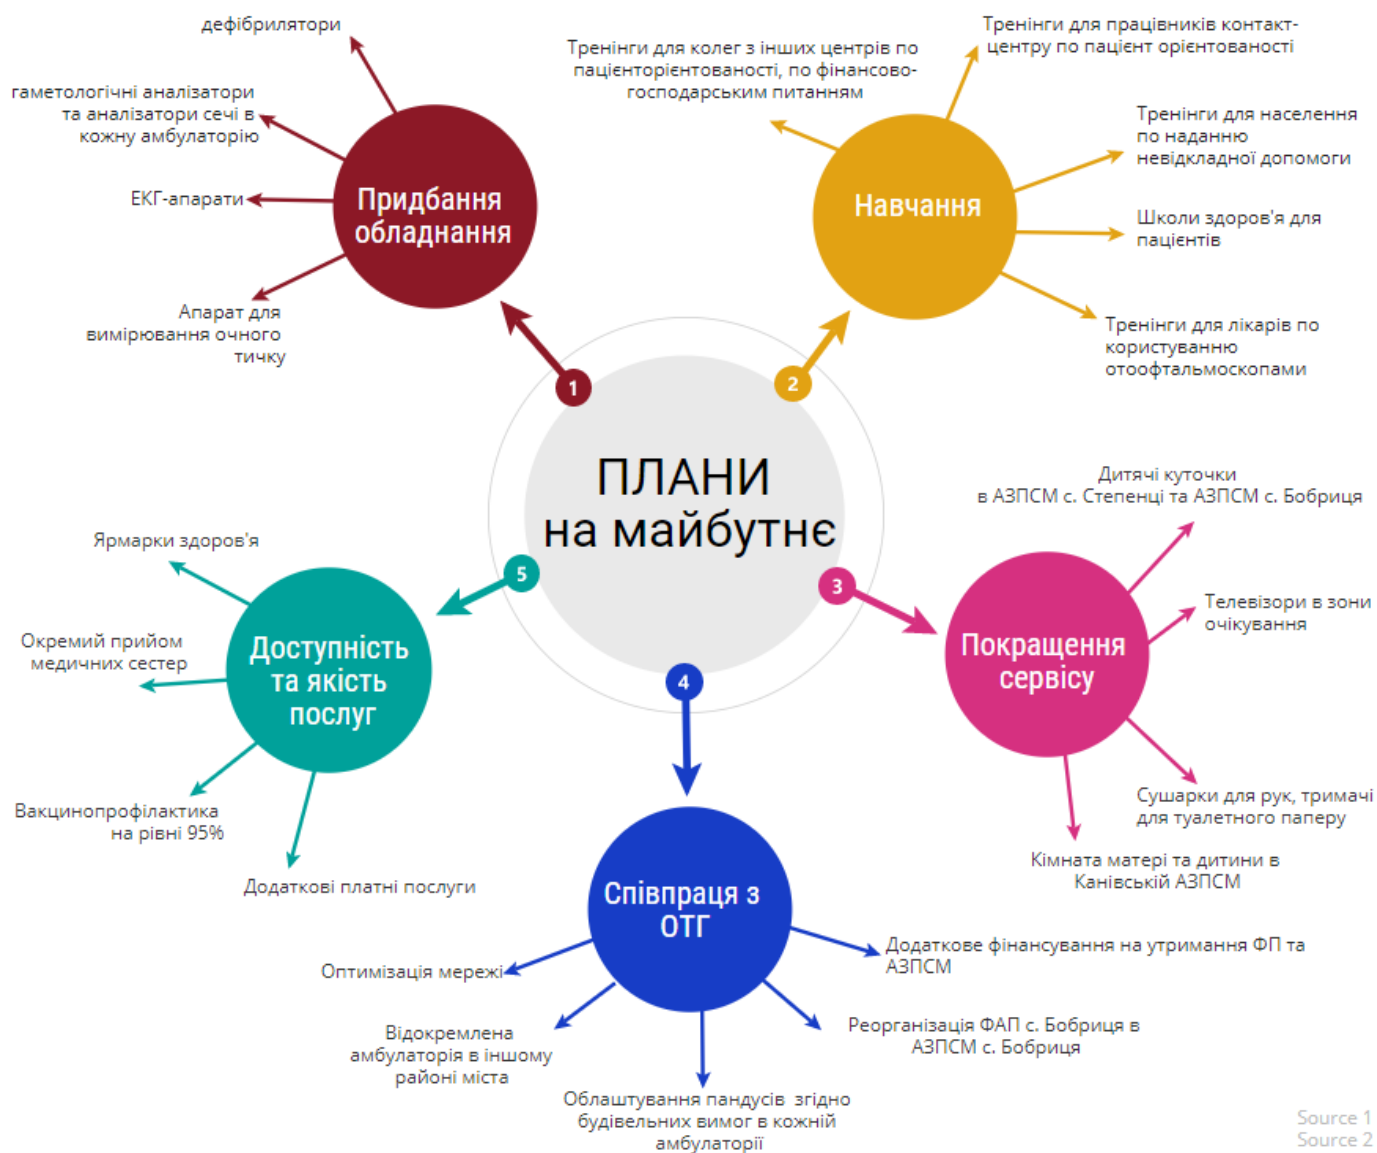 ПЛАНИ
на майбутнє
1
Придбання
обладнання
дефібрилятори
гаметологічні аналізатори
та аналізатори сечі в
кожну амбулаторію
ЕКГ-апарати
Апарат для
вимірювання очного
тичку
2
Навчання
Тренінги для колег з інших центрів по
пацієнторієнтованості, по фінансово-
господарським питанням
Тренінги для працівників контакт-
центру по пацієнт орієнтованості
Тренінги для населення
по наданню
невідкладної допомоги
Школи здоров'я для
пацієнтів
Тренінги для лікарів по
користуванню
отоофтальмоскопами
3
Покращення
сервісу
Дитячі куточки
в АЗПСМ с. Степенці та АЗПСМ с. Бобриця
Телевізори в зони
очікування
Сушарки для рук, тримачі
для туалетного паперу
Кімната матері та дитини в
Канівській АЗПСМ
4
Співпраця з
ОТГ
Додаткове фінансування на утримання ФП та
АЗПСМ
Реорганізація ФАП с. Бобриця в
АЗПСМ с. Бобриця
Облаштування пандусів згідно
будівельних вимог в кожній
амбулаторії
Відокремлена
амбулаторія в іншому
районі міста
Оптимізація мережі
5
Доступність
та якість
послуг
Ярмарки здоров'я
Окремий прийом
медичних сестер
Вакцинопрофілактика
на рівні 95%
Додаткові платні послуги
Source 1
Source 2